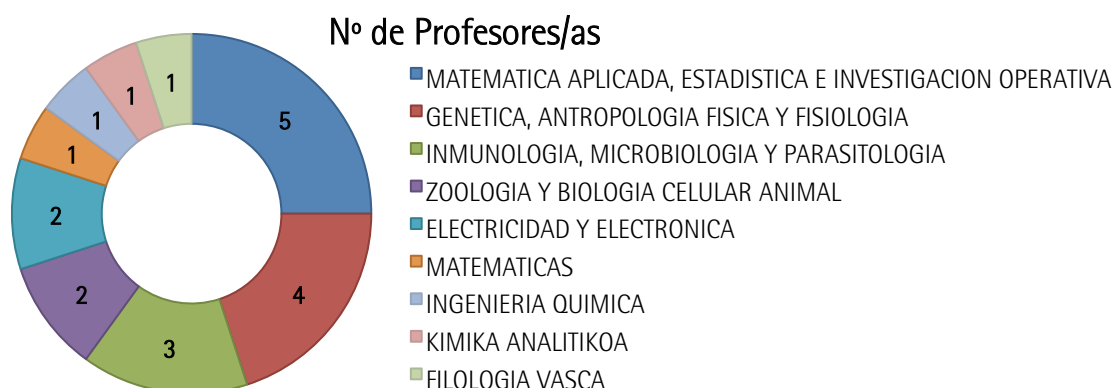 Nº de Profesores/as
MATEMATICA APLICADA, ESTADISTICA E INVESTIGACION OPERATIVA
GENETICA, ANTROPOLOGIA FISICA Y FISIOLOGIA
INMUNOLOGIA, MICROBIOLOGIA Y PARASITOLOGIA
ZOOLOGIA Y BIOLOGIA CELULAR ANIMAL
ELECTRICIDAD Y ELECTRONICA
MATEMATICAS
INGENIERIA QUIMICA
KIMIKA ANALITIKOA
FILOLOGIA VASCA
5
4
3
2
2
1
1
1
1